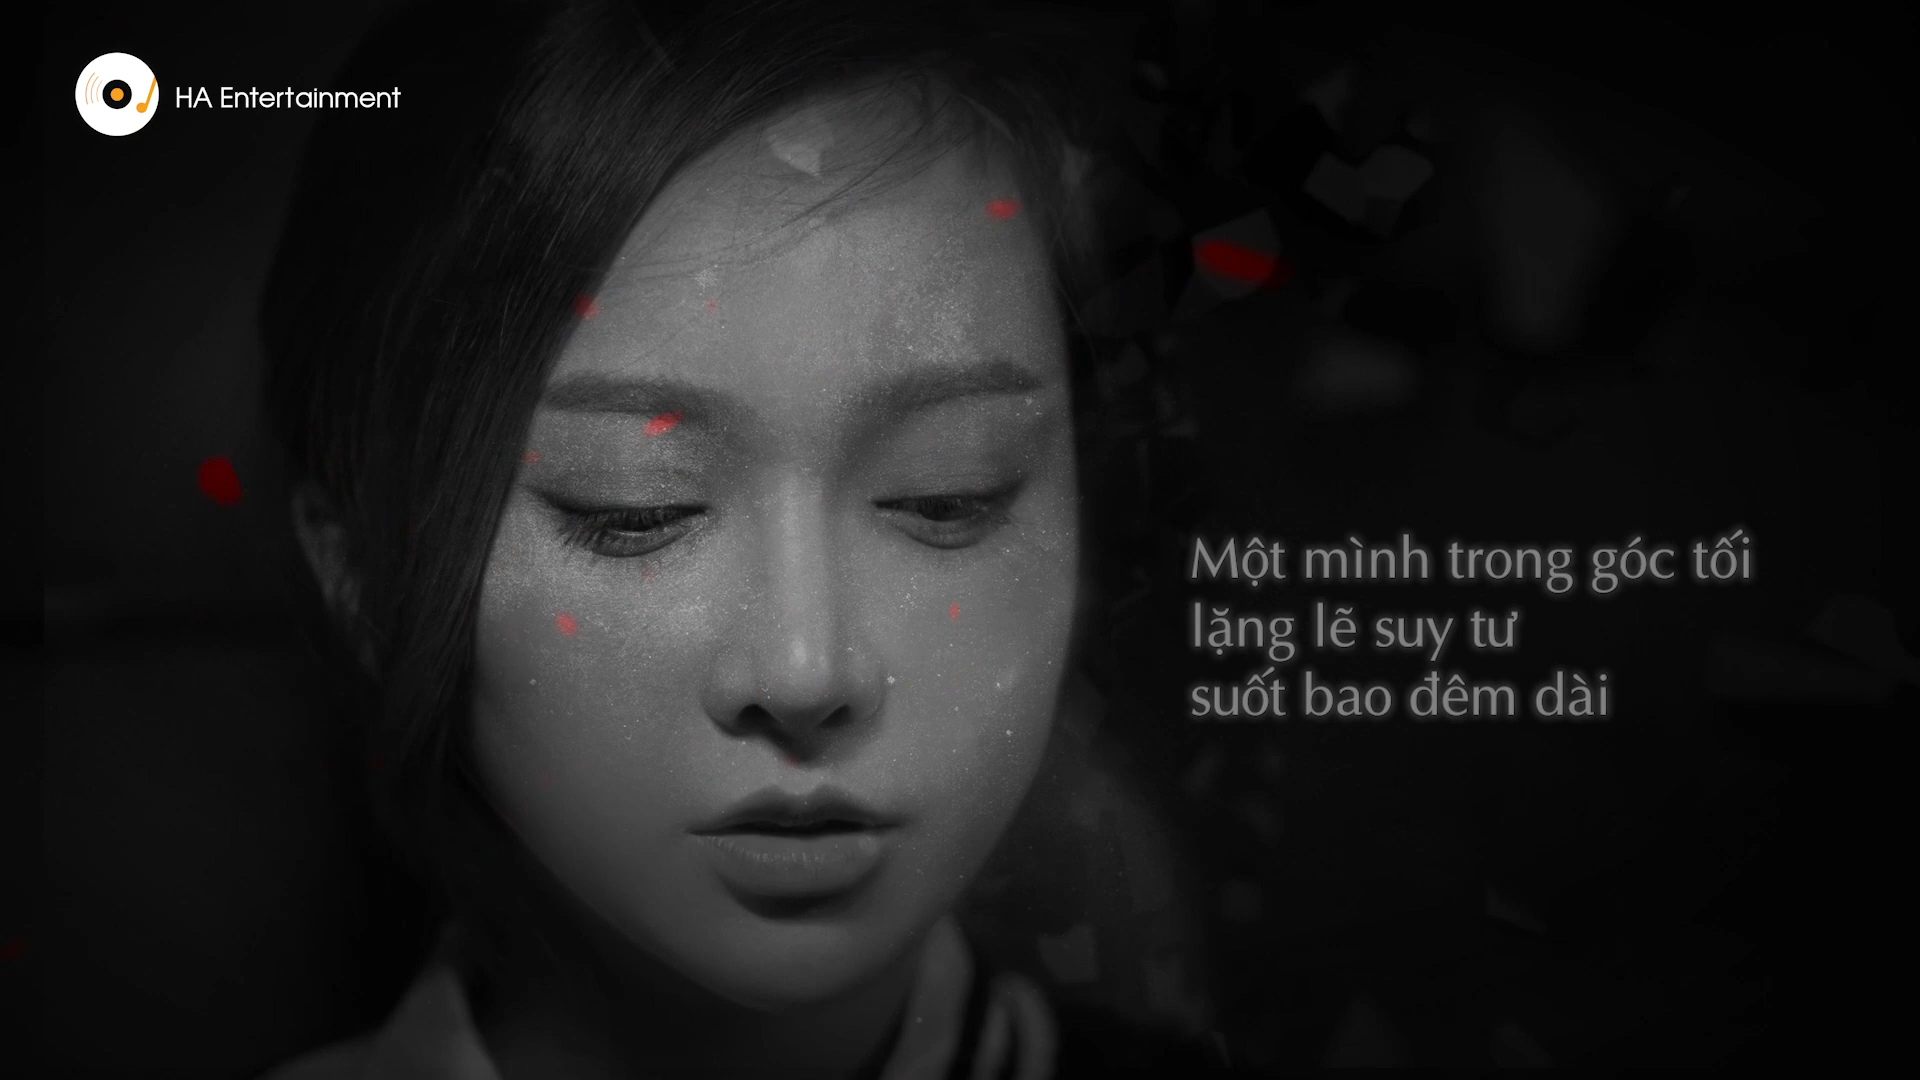 HA Entertainment
Một mình trong góc tối
lặng lẽ suy tư
suốt bao đêm dài